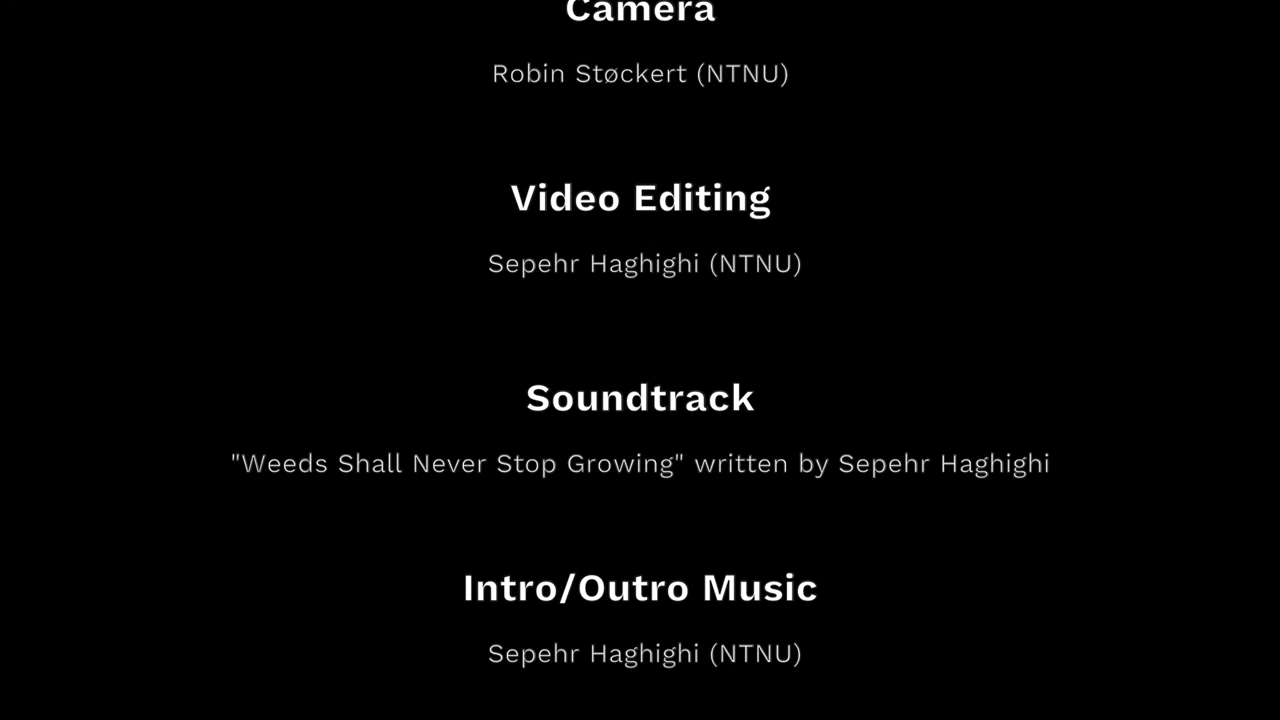 Camera
Robin Støckert (NTNU)
Video Editing
Sepehr Haghighi (NTNU)
Soundtrack
"Weeds Shall Never Stop Growing" written by Sepehr Haghighi
Intro/Outro Music
Sepehr Haghighi (NTNU)